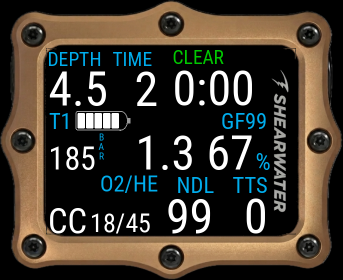 DEPTH TIME CLEAR
4.5 2 0:00
T1 GF99
185 BAR 1.3 67%
O2/HE NDL TTS
CC 18/45 99 0
SHEARWATER